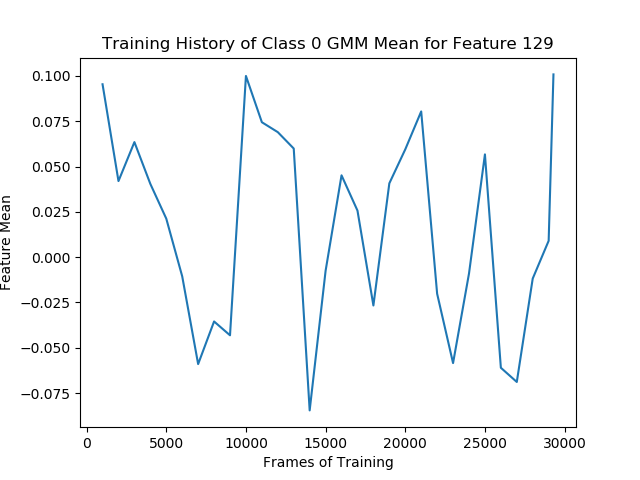 Training History of Class 0 GMM Mean for Feature 129
0.100
0.075
0.050
0.025
0.000
−0.025
−0.050
−0.075
Feature Mean
0 5000 10000 15000 20000 25000 30000
Frames of Training